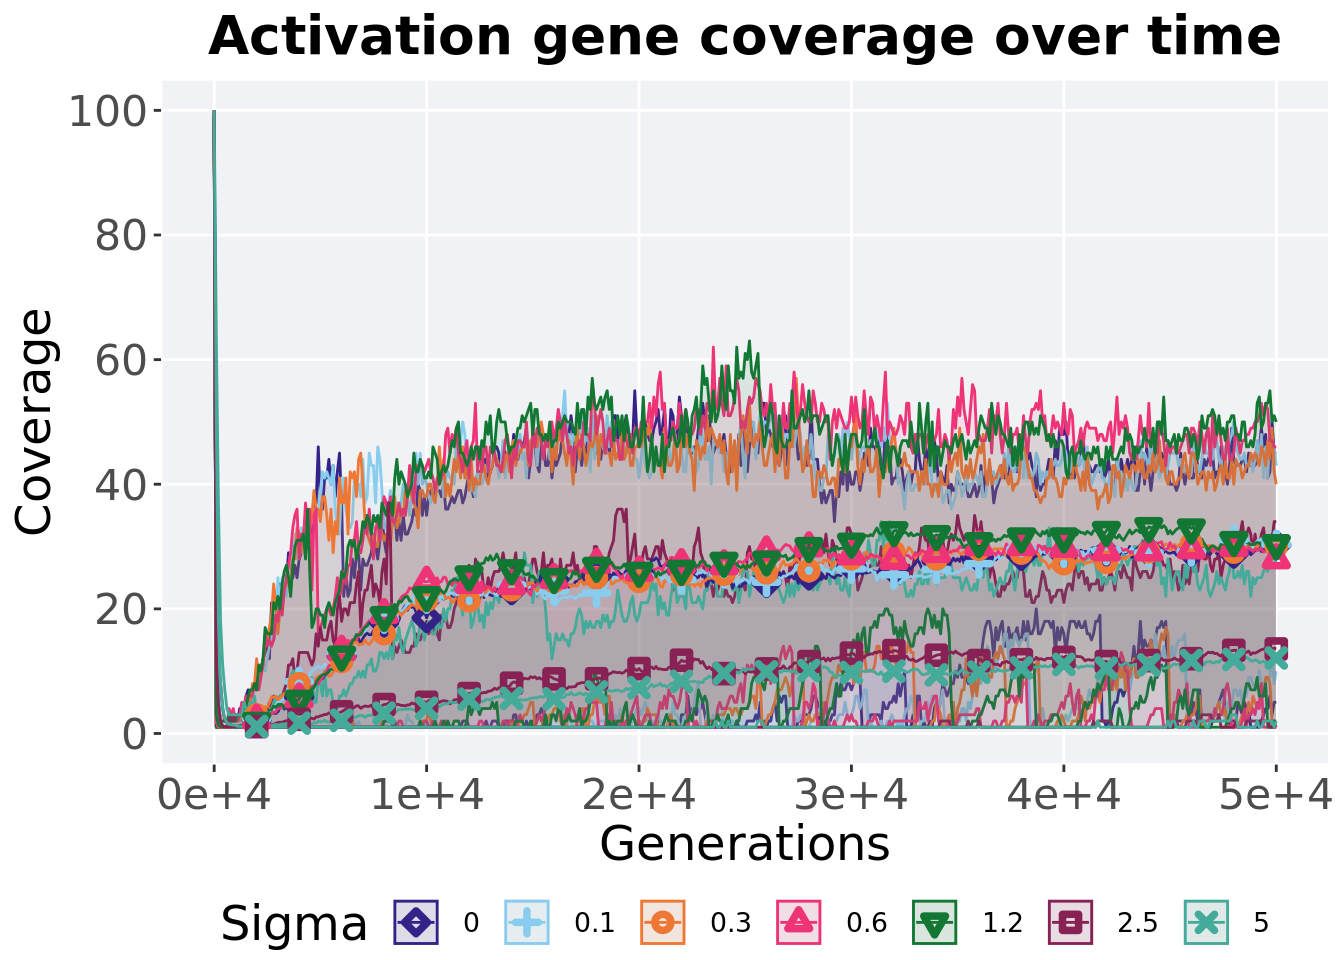 Activation gene coverage over time
Coverage
100
80
60
40
20
0
0e+4 1e+4 2e+4 3e+4 4e+4 5e+4
Generations
Sigma 0 0.1 0.3 0.6 1.2 2.5 5